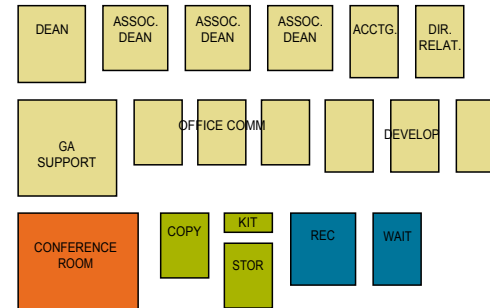 DEAN
ASSOC.
DEAN
ASSOC.
DEAN
ASSOC.
DEAN
ACCTG.
DIR.
RELAT.
GA
SUPPORT
OFFICE COMM
DEVELOP
CONFERENCE
ROOM
COPY
KIT
STOR
REC
WAIT